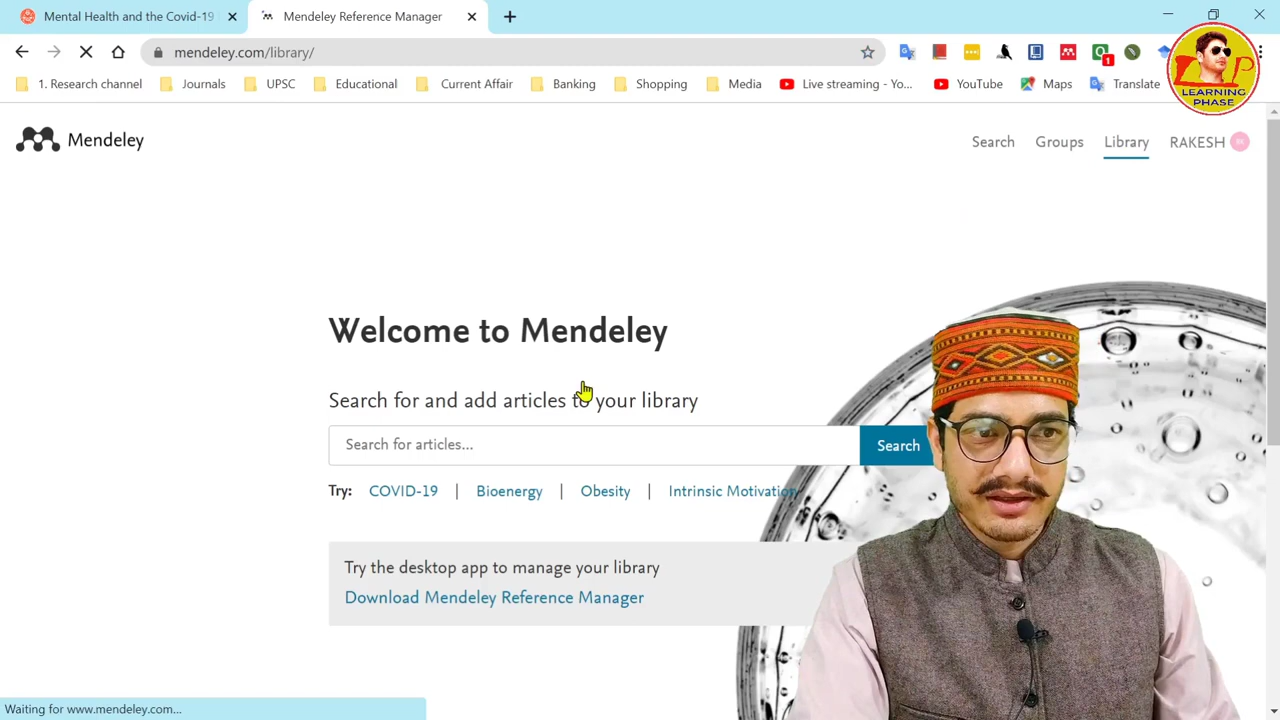 Mental Health and the Covid-19
Mendeley Reference Manager
mendeley.com/library/
1
1. Research channel
Journals
UPSC
Educational
Current Affair
Banking
Shopping
Media
Live streaming - Yo...
YouTube
Maps
Translate
LP
LEARNING
PHASE
Mendeley
Search
Groups
Library
RAKESH
Welcome to Mendeley
Search for and add articles to your library
Search for articles...
Search
Try: COVID-19 | Bioenergy | Obesity | Intrinsic Motivation
Try the desktop app to manage your library
Download Mendeley Reference Manager
Waiting for www.mendeley.com...